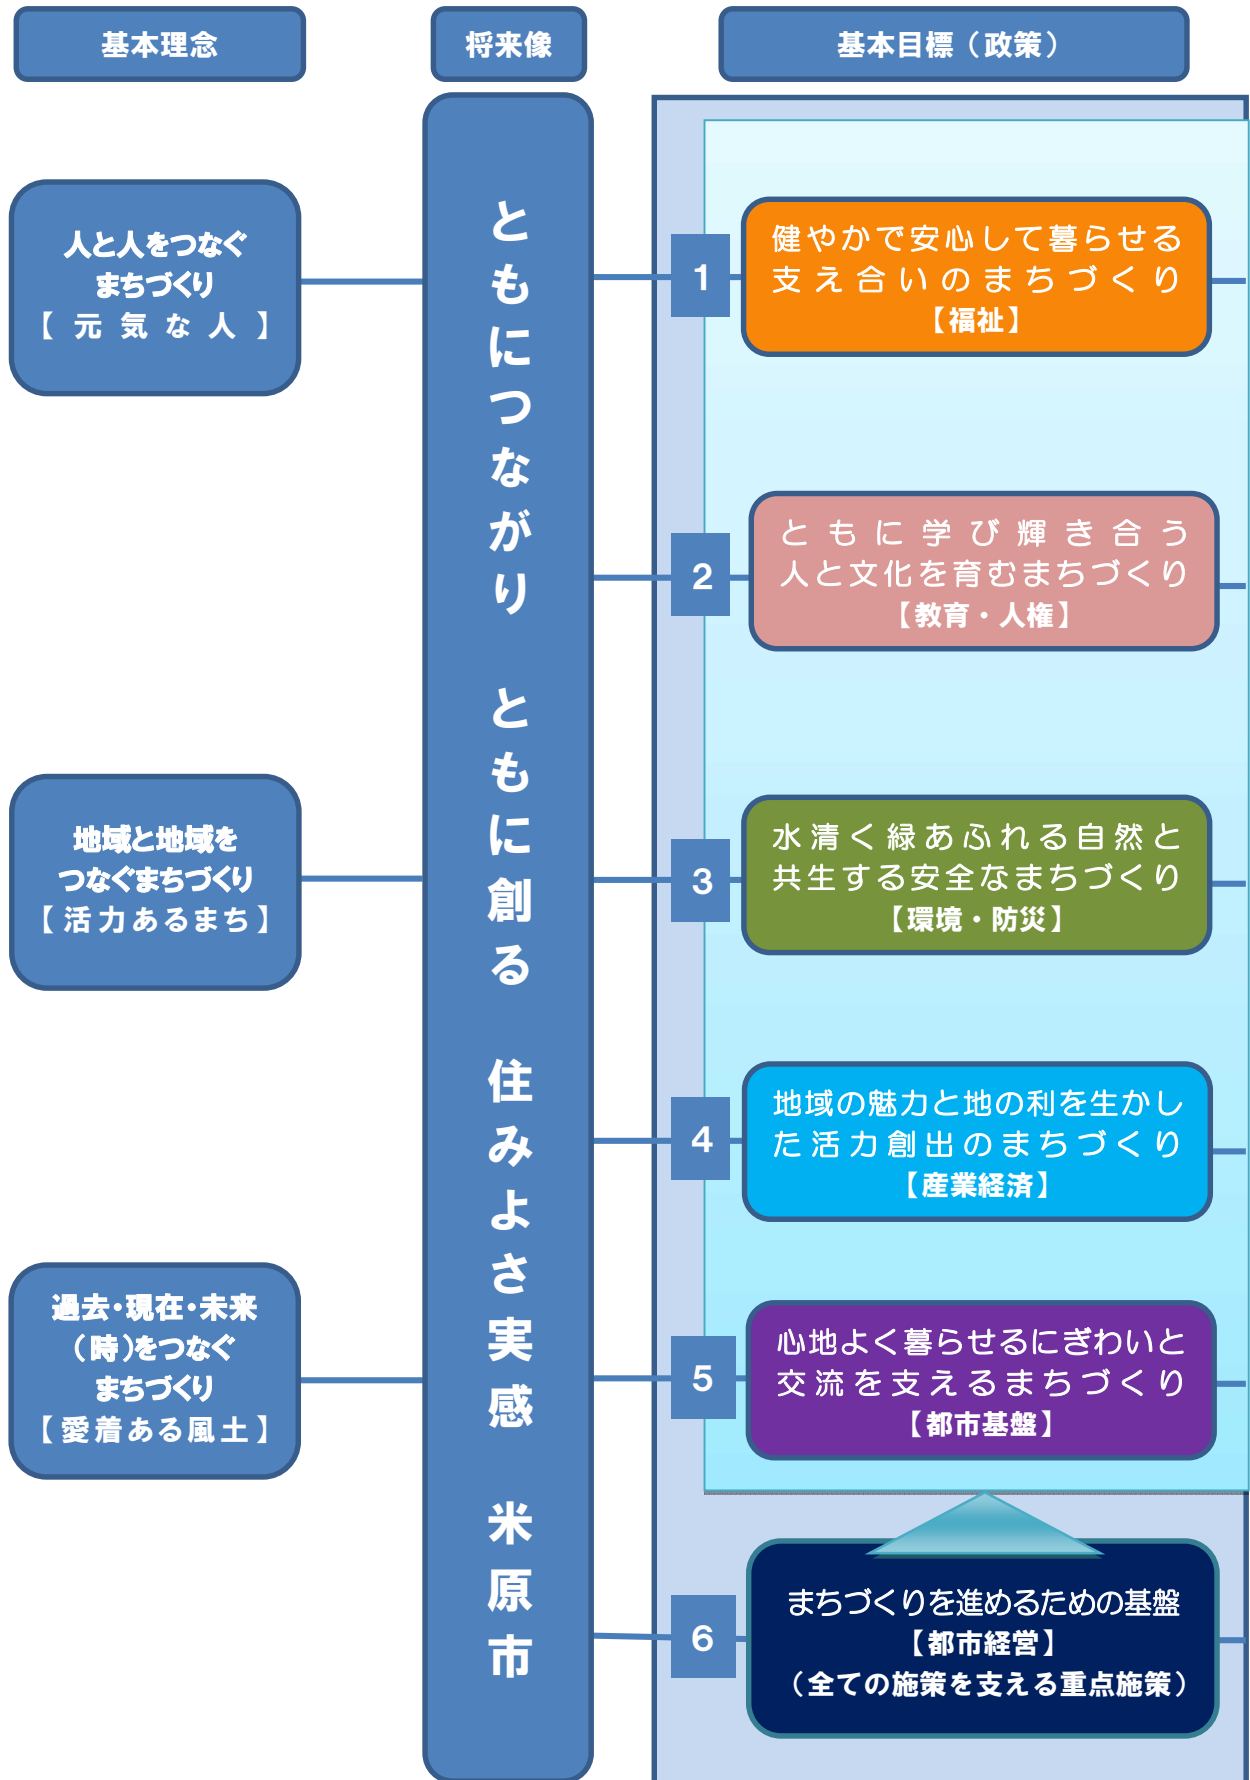 基本理念
将来像
基本目標（政策）
人と人をつなぐ
まちづくり
【元気な人】
地域と地域を
つなぐまちづくり
【活力あるまち】
過去・現在・未来
（時）をつなぐ
まちづくり
【愛着ある風土】
ともにつながり　ともに創る　住みよさ実感　米原市
1
健やかで安心して暮らせる
支え合いのまちづくり
【福祉】
2
ともに学び輝き合う
人と文化を育むまちづくり
【教育・人権】
3
水清く緑あふれる自然と
共生する安全なまちづくり
【環境・防災】
4
地域の魅力と地の利を生かし
た活力創出のまちづくり
【産業経済】
5
心地よく暮らせるにぎわいと
交流を支えるまちづくり
【都市基盤】
6
まちづくりを進めるための基盤
【都市経営】
（全ての施策を支える重点施策）